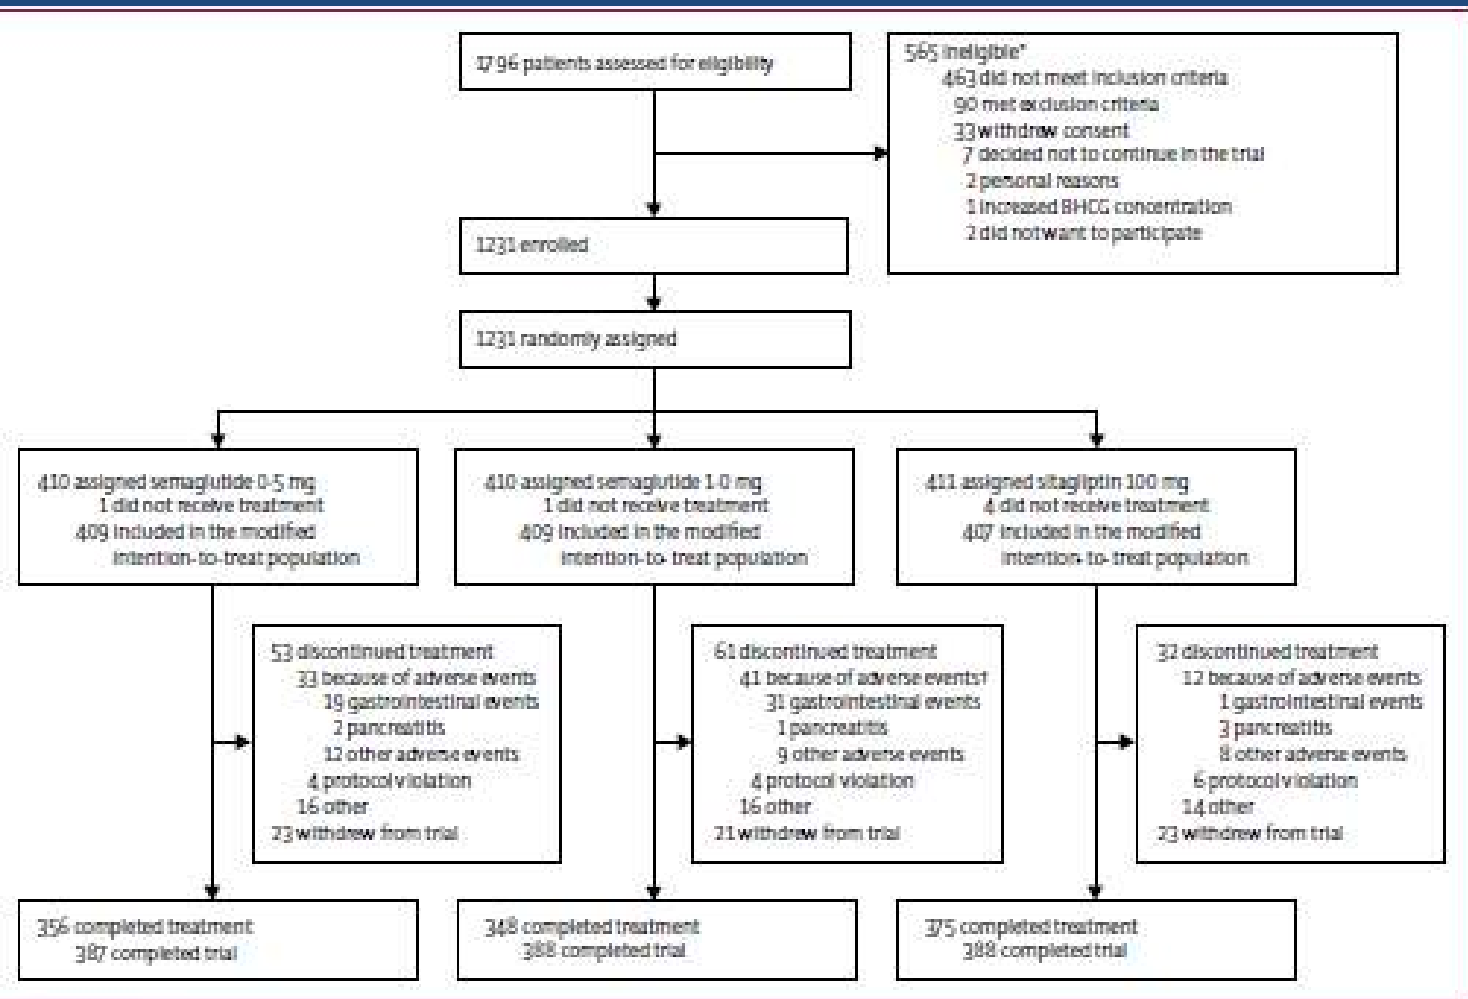 1796 patients assessed for eligibility
565 ineligible*
463 did not meet inclusion criteria
90 met exclusion criteria
33 withdrew consent
7 decided not to continue in the trial
2 personal reasons
1 increased BHCG concentration
2 did not want to participate
1231 enrolled
1231 randomly assigned
410 assigned semaglutide 0·5 mg
1 did not receive treatment
409 included in the modified
intention-to-treat population
410 assigned semaglutide 1·0 mg
1 did not receive treatment
409 included in the modified
intention-to-treat population
411 assigned sitagliptin 100 mg
4 did not receive treatment
407 included in the modified
intention-to-treat population
53 discontinued treatment
33 because of adverse events
19 gastrointestinal events
2 pancreatitis
12 other adverse events
4 protocol violation
16 other
23 withdrew from trial
61 discontinued treatment
41 because of adverse events†
31 gastrointestinal events
1 pancreatitis
9 other adverse events
4 protocol violation
16 other
21 withdrew from trial
32 discontinued treatment
12 because of adverse events
1 gastrointestinal events
3 pancreatitis
8 other adverse events
6 protocol violation
14 other
23 withdrew from trial
356 completed treatment
387 completed trial
348 completed treatment
388 completed trial
375 completed treatment
388 completed trial